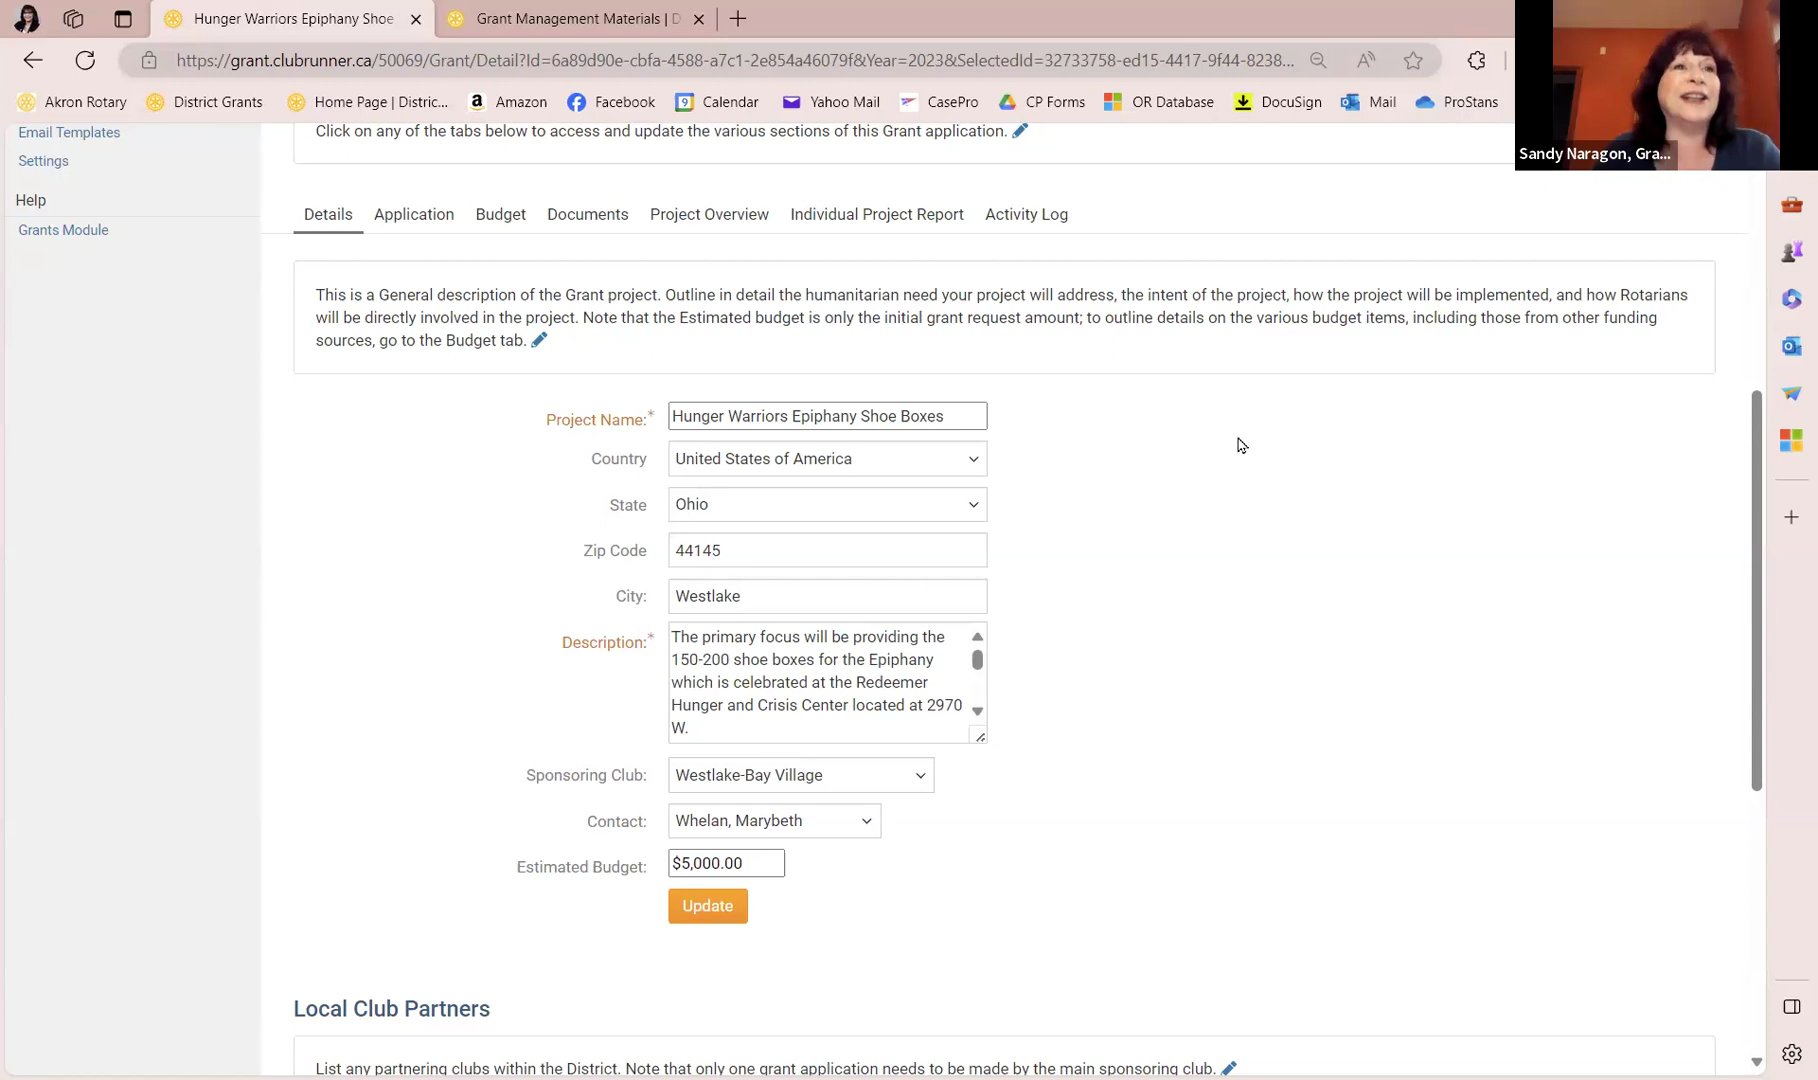 Hunger Warriors Epiphany Shoe
Grant Management Materials | D
https://grant.clubrunner.ca/50069/Grant/Detail?Id=6a89d90e-cbfa-4588-a7c1-2e854a46079f&Year=2023&SelectedId=32733758-ed15-4417-9f44-8238...
Akron Rotary
District Grants
Home Page | Distric...
Amazon
Facebook
Calendar
Yahoo Mail
CasePro
CP Forms
OR Database
DocuSign
Mail
ProStans
Sandy Naragon, Gra...
Email Templates
Settings
Help
Grants Module
Click on any of the tabs below to access and update the various sections of this Grant application.
Details Application Budget Documents Project Overview Individual Project Report Activity Log
This is a General description of the Grant project. Outline in detail the humanitarian need your project will address, the intent of the project, how the project will be implemented, and how Rotarians
will be directly involved in the project. Note that the Estimated budget is only the initial grant request amount; to outline details on the various budget items, including those from other funding
sources, go to the Budget tab.
Project Name:* Hunger Warriors Epiphany Shoe Boxes
Country United States of America
State Ohio
Zip Code 44145
City: Westlake
Description:* The primary focus will be providing the
150-200 shoe boxes for the Epiphany
which is celebrated at the Redeemer
Hunger and Crisis Center located at 2970
W.
Sponsoring Club: Westlake-Bay Village
Contact: Whelan, Marybeth
Estimated Budget: $5,000.00
Update
Local Club Partners
List any partnering clubs within the District. Note that only one grant application needs to be made by the main sponsoring club.